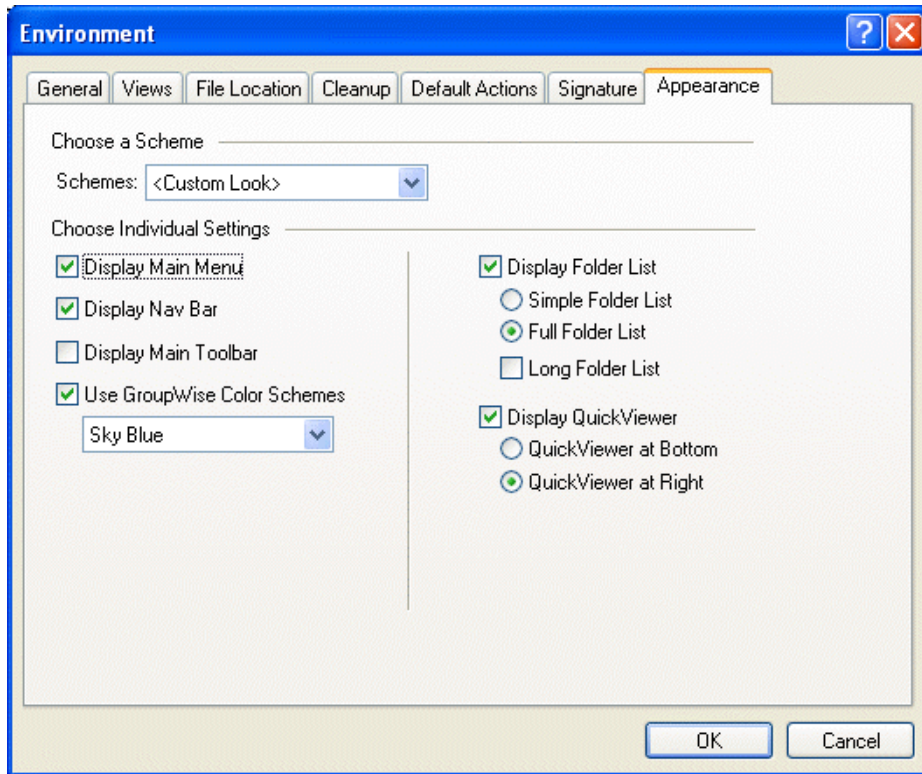 Environment
General Views File Location Cleanup Default Actions Signature Appearance
Choose a Scheme
Schemes: <Custom Look>
Choose Individual Settings
Display Main Menu
Display Nav Bar
Display Main Toolbar
Use GroupWise Color Schemes
Sky Blue
Display Folder List
Simple Folder List
Full Folder List
Long Folder List
Display QuickViewer
QuickViewer at Bottom
QuickViewer at Right
OK Cancel